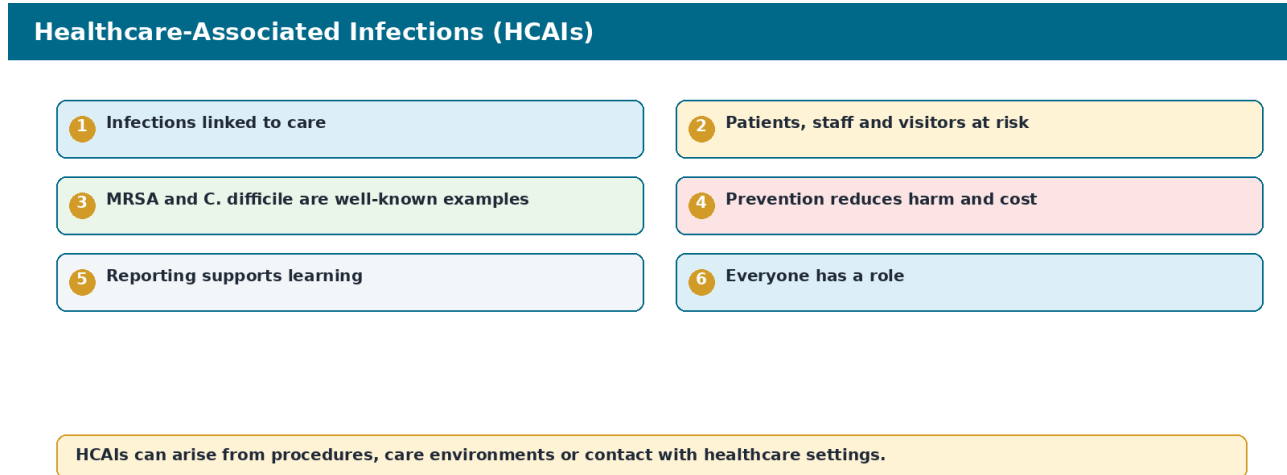 Healthcare-Associated Infections (HCAIs)
1 Infections linked to care
2 Patients, staff and visitors at risk
3 MRSA and C. difficile are well-known examples
4 Prevention reduces harm and cost
5 Reporting supports learning
6 Everyone has a role
HCAIs can arise from procedures, care environments or contact with healthcare settings.